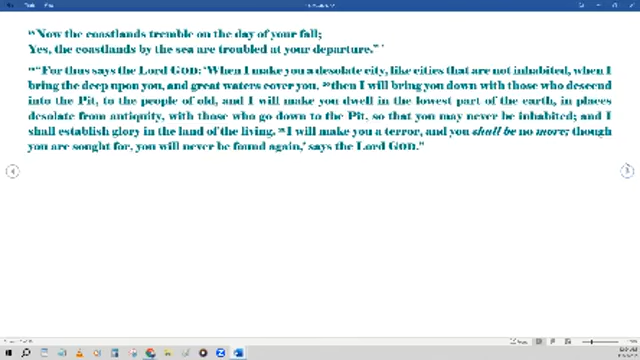 ¹⁸Now the coastlands tremble on the day of your fall;
Yes, the coastlands by the sea are troubled at your departure.” ’
¹⁹“For thus says the Lord GOD: ‘When I make you a desolate city, like cities that are not inhabited, when I
bring the deep upon you, and great waters cover you, ²⁰then I will bring you down with those who descend
into the Pit, to the people of old, and I will make you dwell in the lowest part of the earth, in places
desolate from antiquity, with those who go down to the Pit, so that you may never be inhabited; and I
shall establish glory in the land of the living. ²¹I will make you a terror, and you shall be no more; though
you are sought for, you will never be found again,’ says the Lord GOD.”